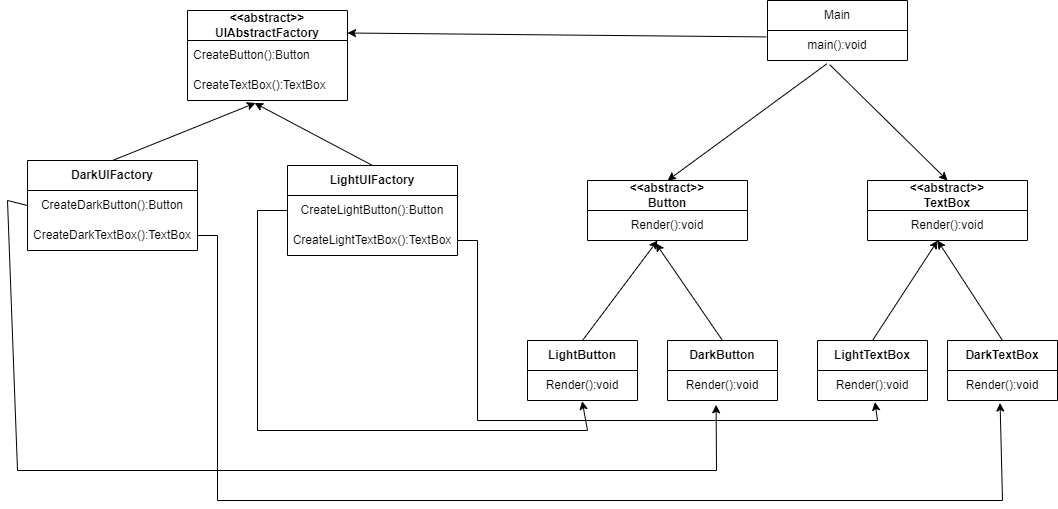 <<abstract>>
UIAbstractFactory
CreateButton():Button
CreateTextBox():TextBox
Main
main():void
DarkUIFactory
CreateDarkButton():Button
CreateDarkTextBox():TextBox
LightUIFactory
CreateLightButton():Button
CreateLightTextBox():TextBox
<<abstract>>
Button
Render():void
<<abstract>>
TextBox
Render():void
LightButton
Render():void
DarkButton
Render():void
LightTextBox
Render():void
DarkTextBox
Render():void